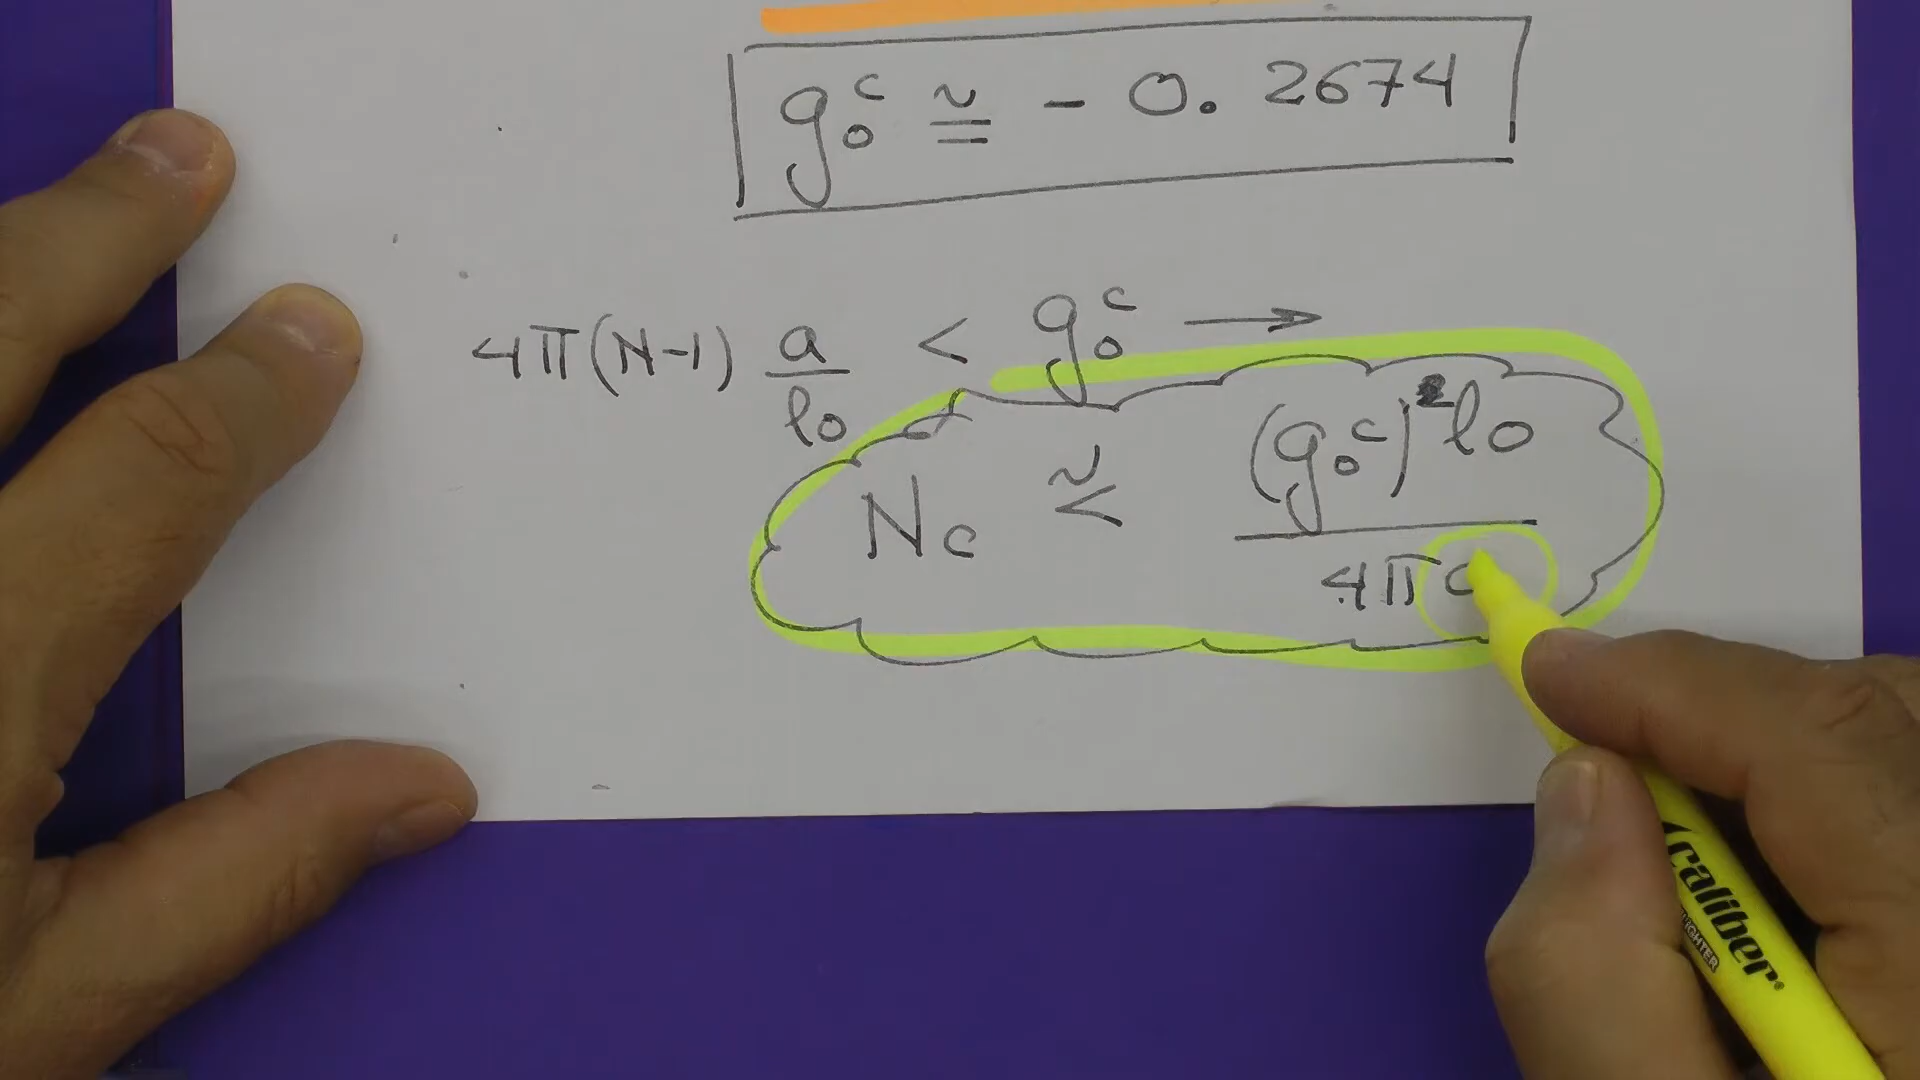 g₀ᶜ ≅ - 0.2674
4π(N-1) a/l₀ < g₀ᶜ →
N_c ≲ (g₀ᶜ)² l₀ / 4π
caliber®